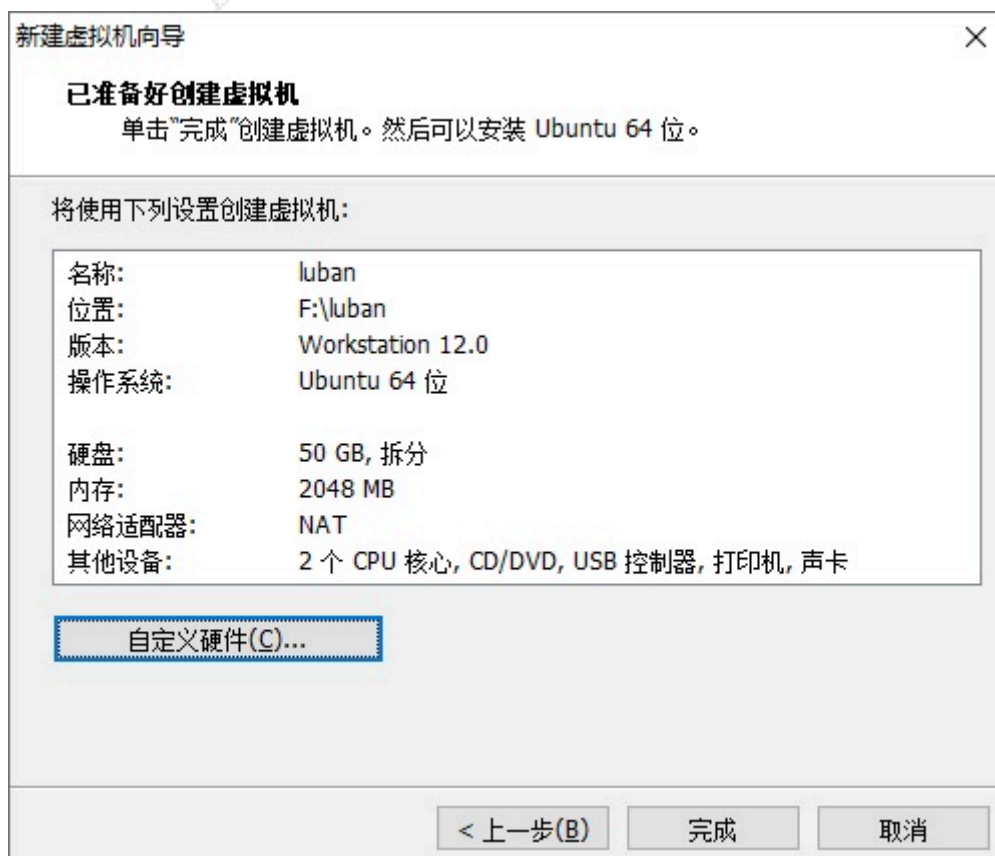 新建虚拟机向导
已准备好创建虚拟机
单击"完成"创建虚拟机。然后可以安装 Ubuntu 64 位。
将使用下列设置创建虚拟机:
名称: luban
位置: F:\luban
版本: Workstation 12.0
操作系统: Ubuntu 64 位
硬盘: 50 GB, 拆分
内存: 2048 MB
网络适配器: NAT
其他设备: 2 个 CPU 核心, CD/DVD, USB 控制器, 打印机, 声卡
自定义硬件(C)...
< 上一步(B) 完成 取消